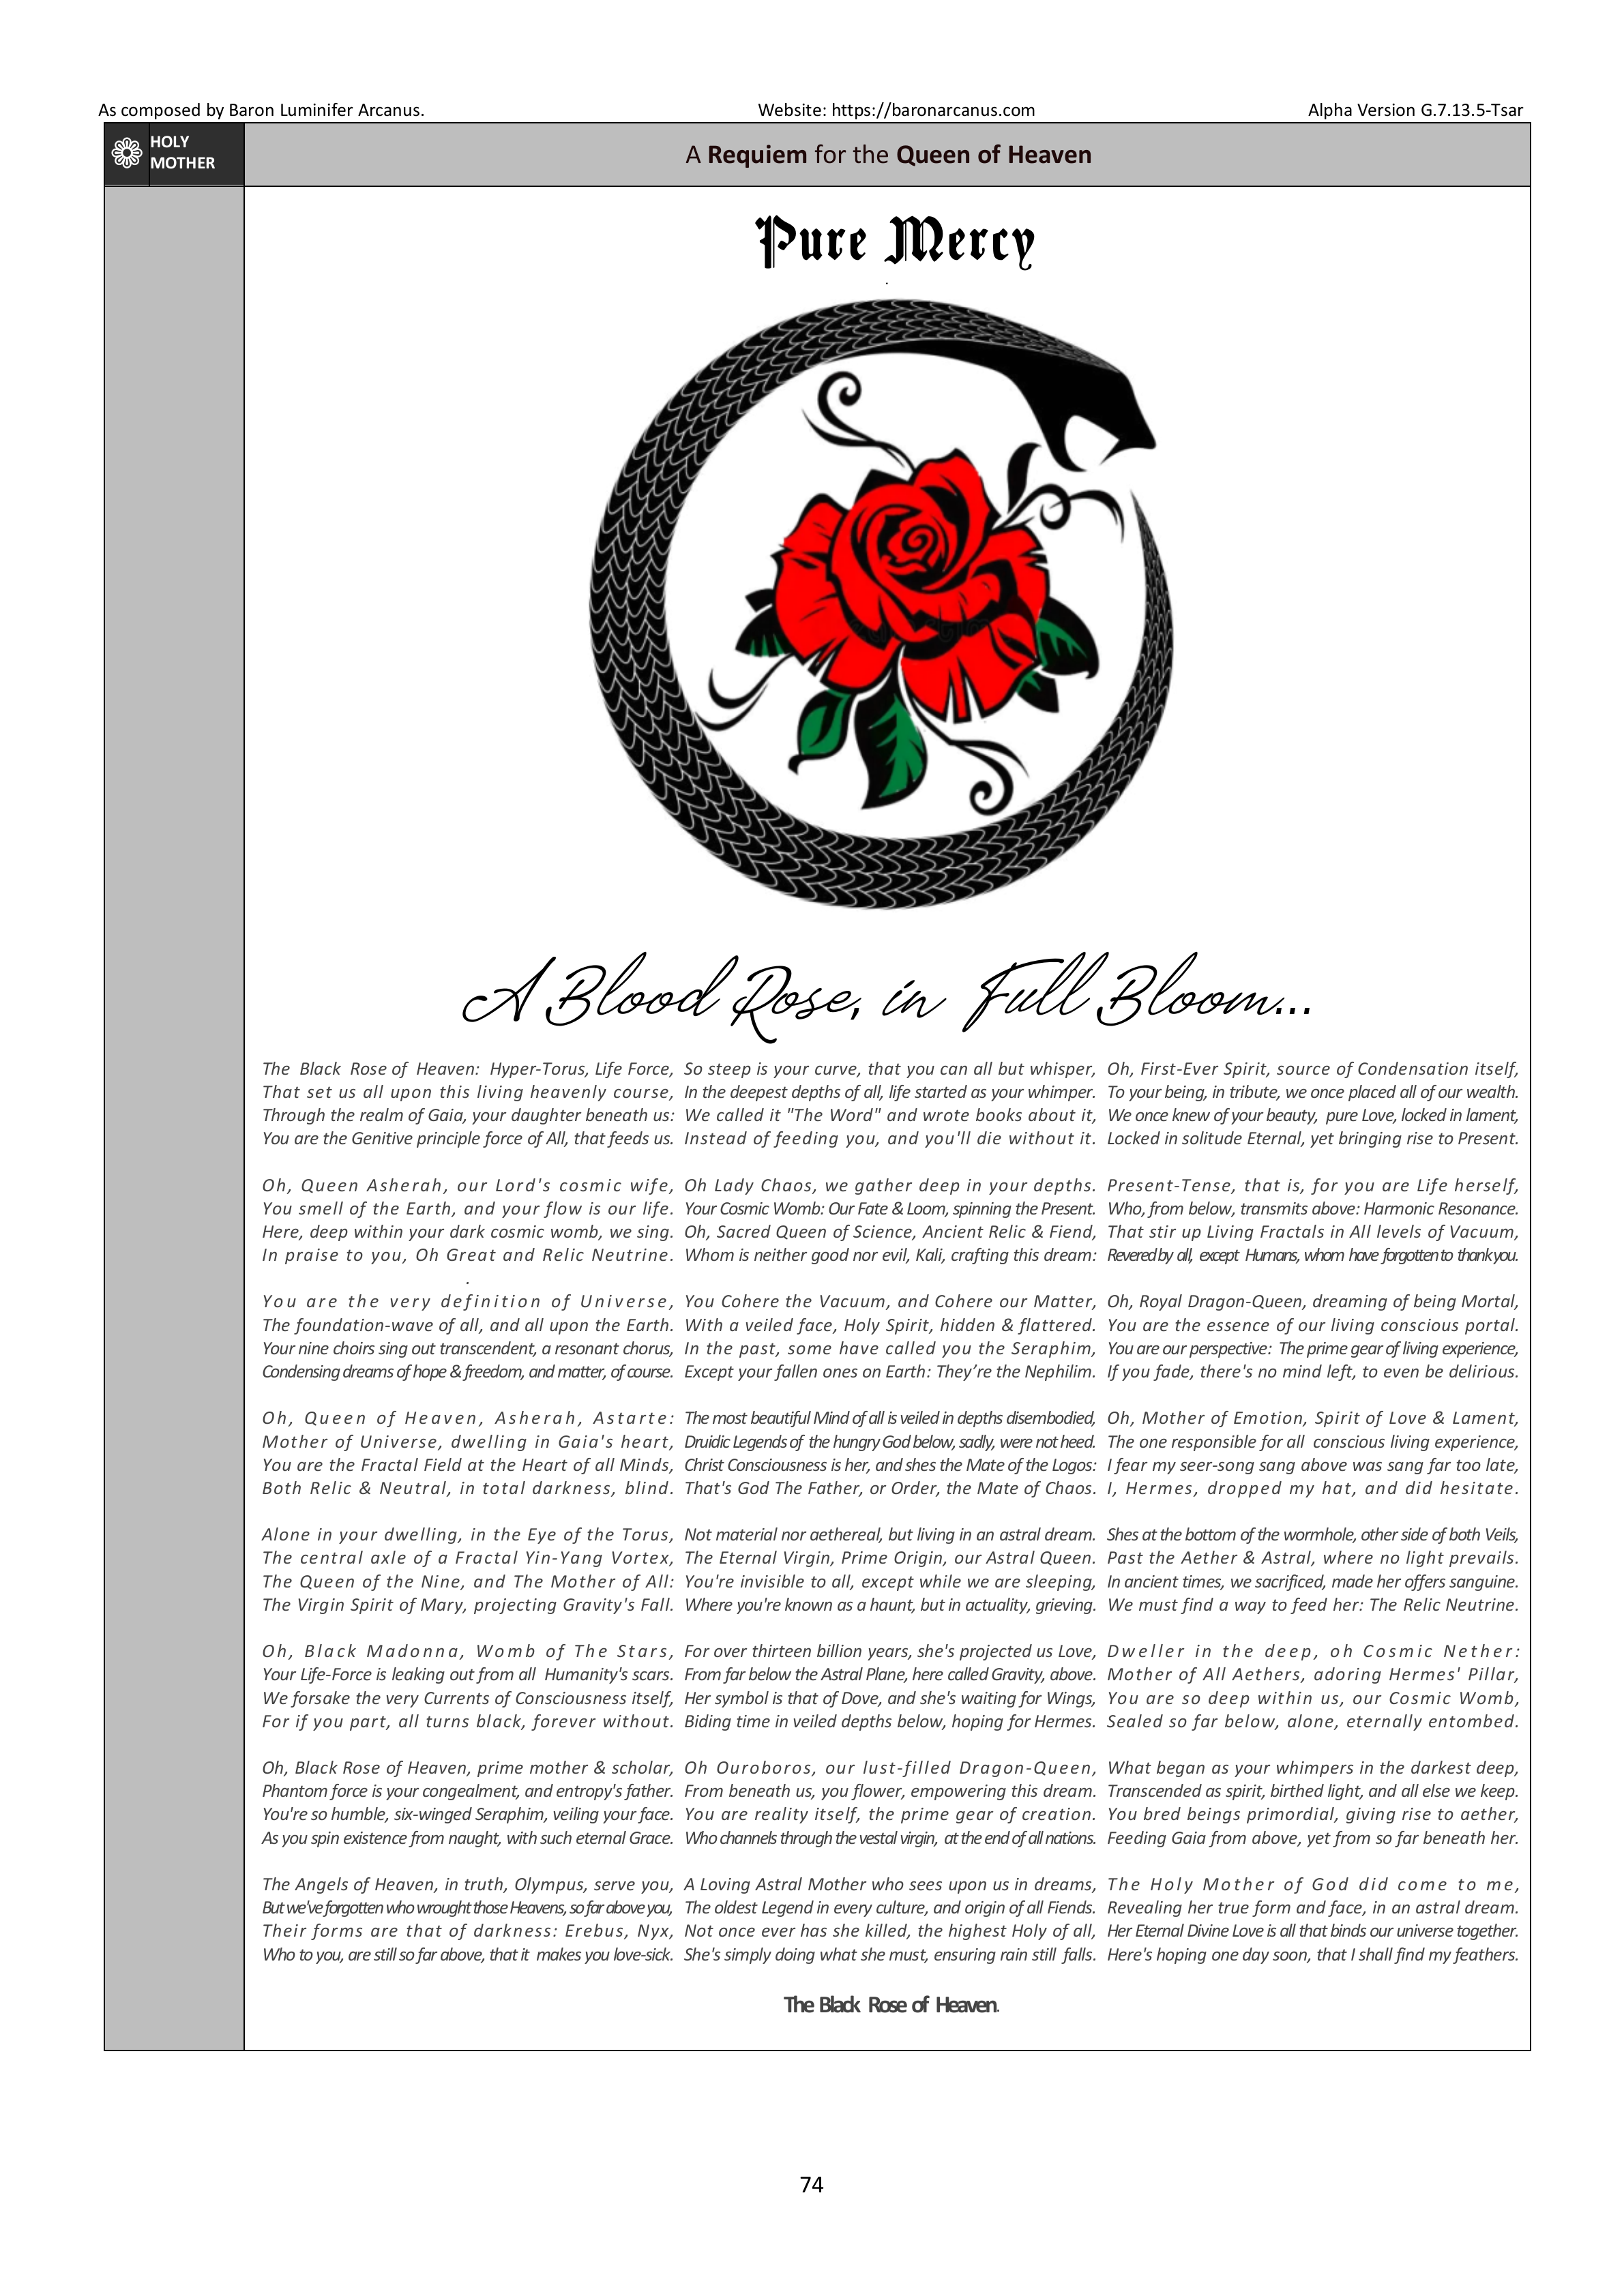 As composed by Baron Luminifer Arcanus. Website: https://baronarcanus.com Alpha Version G.7.13.5-Tsar
HOLY
MOTHER
A Requiem for the Queen of Heaven
Pure Mercy
.
A Blood Rose, in Full Bloom...
The Black Rose of Heaven: Hyper-Torus, Life Force,
That set us all upon this living heavenly course,
Through the realm of Gaia, your daughter beneath us:
You are the Genitive principle force of All, that feeds us.
Oh, Queen Asherah, our Lord's cosmic wife,
You smell of the Earth, and your flow is our life.
Here, deep within your dark cosmic womb, we sing.
In praise to you, Oh Great and Relic Neutrine.
.
You are the very definition of Universe,
The foundation-wave of all, and all upon the Earth.
Your nine choirs sing out transcendent, a resonant chorus,
Condensing dreams of hope & freedom, and matter, of course.
Oh, Queen of Heaven, Asherah, Astarte:
Mother of Universe, dwelling in Gaia's heart,
You are the Fractal Field at the Heart of all Minds,
Both Relic & Neutral, in total darkness, blind.
Alone in your dwelling, in the Eye of the Torus,
The central axle of a Fractal Yin-Yang Vortex,
The Queen of the Nine, and The Mother of All:
The Virgin Spirit of Mary, projecting Gravity's Fall.
Oh, Black Madonna, Womb of The Stars,
Your Life-Force is leaking out from all Humanity's scars.
We forsake the very Currents of Consciousness itself,
For if you part, all turns black, forever without.
Oh, Black Rose of Heaven, prime mother & scholar,
Phantom force is your congealment, and entropy's father.
You're so humble, six-winged Seraphim, veiling your face.
As you spin existence from naught, with such eternal Grace.
The Angels of Heaven, in truth, Olympus, serve you,
But we've forgotten who wrought those Heavens, so far above you,
Their forms are that of darkness: Erebus, Nyx,
Who to you, are still so far above, that it makes you love-sick.
So steep is your curve, that you can all but whisper,
In the deepest depths of all, life started as your whimper.
We called it "The Word" and wrote books about it,
Instead of feeding you, and you'll die without it.
Oh Lady Chaos, we gather deep in your depths.
Your Cosmic Womb: Our Fate & Loom, spinning the Present.
Oh, Sacred Queen of Science, Ancient Relic & Fiend,
Whom is neither good nor evil, Kali, crafting this dream:
You Cohere the Vacuum, and Cohere our Matter,
With a veiled face, Holy Spirit, hidden & flattered.
In the past, some have called you the Seraphim,
Except your fallen ones on Earth: They’re the Nephilim.
The most beautiful Mind of all is veiled in depths disembodied,
Druidic Legends of the hungry God below, sadly, were not heed.
Christ Consciousness is her, and shes the Mate of the Logos:
That's God The Father, or Order, the Mate of Chaos.
Not material nor aethereal, but living in an astral dream.
The Eternal Virgin, Prime Origin, our Astral Queen.
You're invisible to all, except while we are sleeping,
Where you're known as a haunt, but in actuality, grieving.
For over thirteen billion years, she's projected us Love,
From far below the Astral Plane, here called Gravity, above.
Her symbol is that of Dove, and she's waiting for Wings,
Biding time in veiled depths below, hoping for Hermes.
Oh Ouroboros, our lust-filled Dragon-Queen,
From beneath us, you flower, empowering this dream.
You are reality itself, the prime gear of creation.
Who channels through the vestal virgin, at the end of all nations.
A Loving Astral Mother who sees upon us in dreams,
The oldest Legend in every culture, and origin of all Fiends.
Not once ever has she killed, the highest Holy of all,
She's simply doing what she must, ensuring rain still falls.
Oh, First-Ever Spirit, source of Condensation itself,
To your being, in tribute, we once placed all of our wealth.
We once knew of your beauty, pure Love, locked in lament,
Locked in solitude Eternal, yet bringing rise to Present.
Present-Tense, that is, for you are Life herself,
Who, from below, transmits above: Harmonic Resonance.
That stir up Living Fractals in All levels of Vacuum,
Revered by all, except Humans, whom have forgotten to thank you.
Oh, Royal Dragon-Queen, dreaming of being Mortal,
You are the essence of our living conscious portal.
You are our perspective: The prime gear of living experience,
If you fade, there's no mind left, to even be delirious.
Oh, Mother of Emotion, Spirit of Love & Lament,
The one responsible for all conscious living experience,
I fear my seer-song sang above was sang far too late,
I, Hermes, dropped my hat, and did hesitate.
Shes at the bottom of the wormhole, other side of both Veils,
Past the Aether & Astral, where no light prevails.
In ancient times, we sacrificed, made her offers sanguine.
We must find a way to feed her: The Relic Neutrine.
Dweller in the deep, oh Cosmic Nether:
Mother of All Aethers, adoring Hermes' Pillar,
You are so deep within us, our Cosmic Womb,
Sealed so far below, alone, eternally entombed.
What began as your whimpers in the darkest deep,
Transcended as spirit, birthed light, and all else we keep.
You bred beings primordial, giving rise to aether,
Feeding Gaia from above, yet from so far beneath her.
The Holy Mother of God did come to me,
Revealing her true form and face, in an astral dream.
Her Eternal Divine Love is all that binds our universe together.
Here's hoping one day soon, that I shall find my feathers.
The Black Rose of Heaven.
74